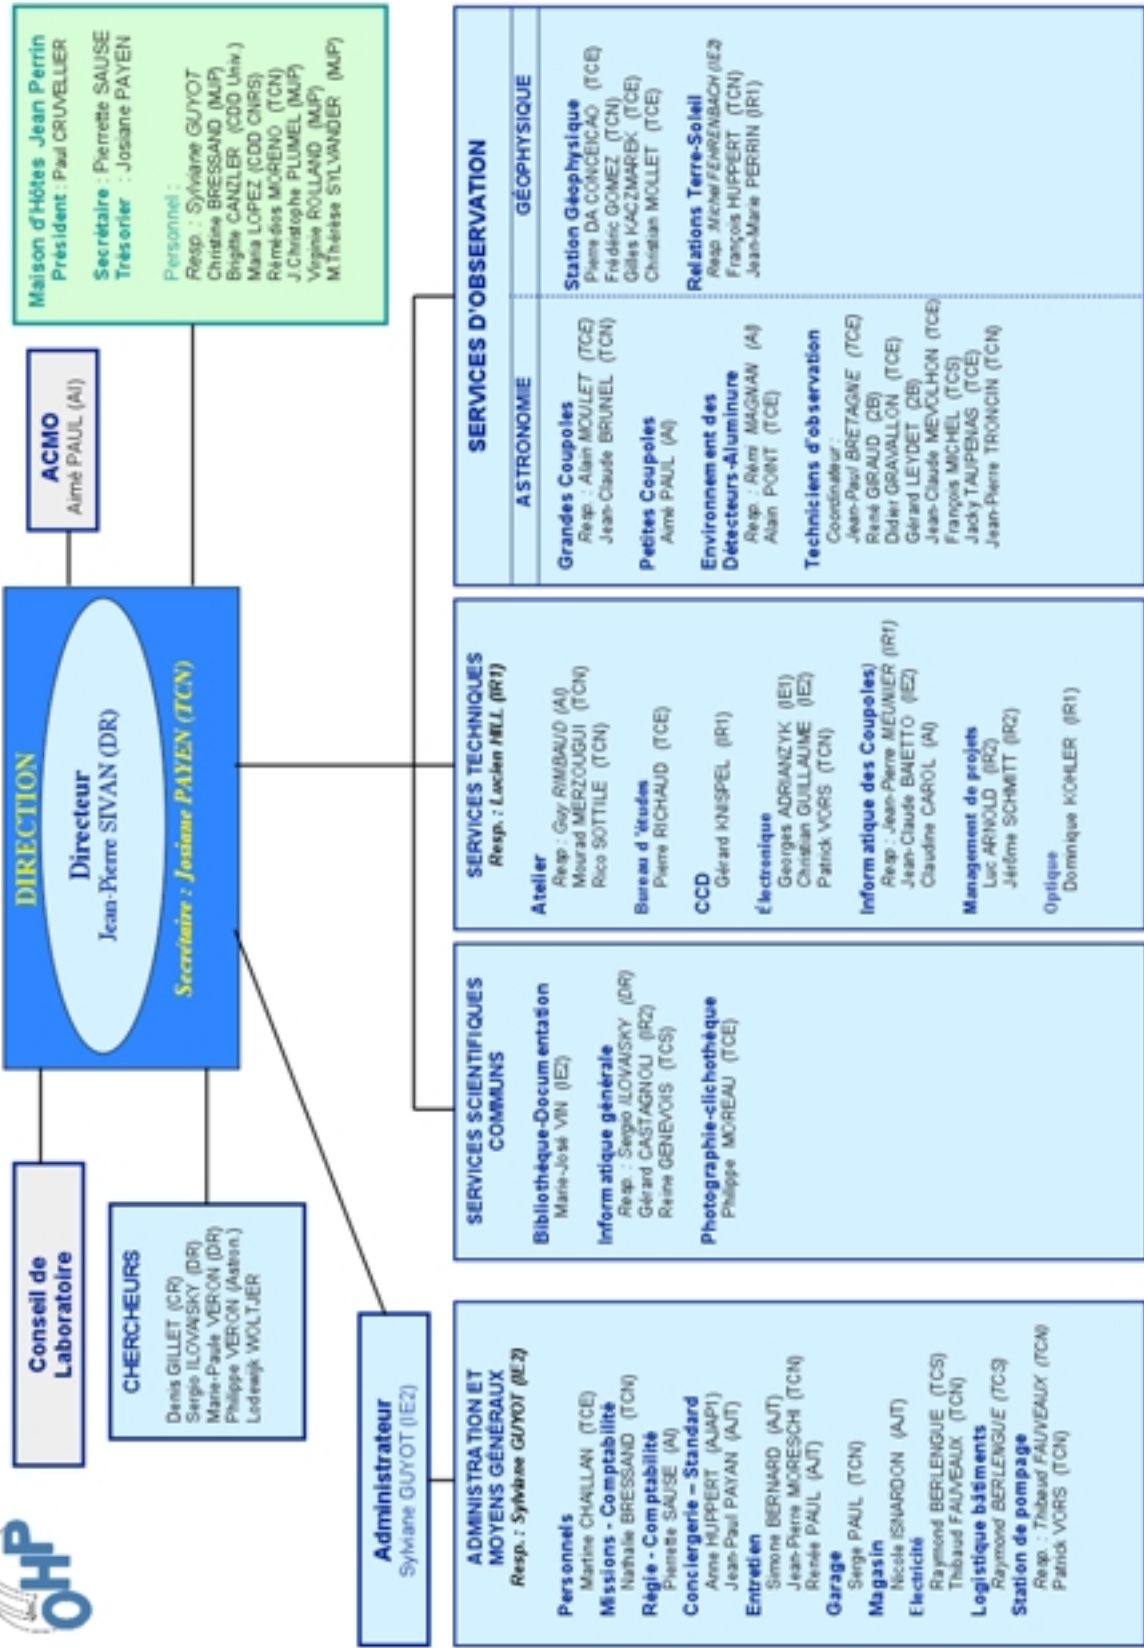 OHP
DIRECTION
Directeur
Jean-Pierre SIVAN (DR)
Secrétaire : Josiane PAYEN (TCN)
Conseil de
Laboratoire
CHERCHEURS
Denis GILLET (CR)
Sergio ILOVAISKY (DR)
Marie-Paule VERON (DR)
Philippe VERON (Astron.)
Lodewijk WOLTJER
ACMO
Aimé PAUL (AI)
Maison d'Hôtes Jean Perrin
Président : Paul CRUVELLIER
Secrétaire : Pierrette SAUSE
Trésorier : Josiane PAYEN
Personnel :
Resp. : Sylviane GUYOT
Christine BRESSAND (MJP)
Brigitte CANZLER (CDD Univ.)
Maria LOPEZ (CDD CNRS)
Rémédios MORENO (TCN)
J.Christophe PLUMEL (MJP)
Virginie ROLLAND (MJP)
M.Thérèse SYLVANDER (MJP)
Administrateur
Sylviane GUYOT (IE2)
ADMINISTRATION ET
MOYENS GÉNÉRAUX
Resp. : Sylviane GUYOT (IE2)
Personnels
Martine CHALLAN (TCE)
Missions - Comptabilité
Nathalie BRESSAND (TCN)
Régie - Comptabilité
Pierrette SAUSE (AI)
Conciergerie – Standard
Anne HUPPERT (AJAP1)
Jean-Paul PAYAN (AJT)
Entretien
Simone BERNARD (AJT)
Jean-Pierre MORESCHI (TCN)
Renée PAUL (AJT)
Garage
Serge PAUL (TCN)
Magasin
Nicole ISNARDON (AJT)
Electricité
Raymond BERLENGUE (TCS)
Thibaud FAUVEAUX (TCN)
Logistique bâtiments
Raymond BERLENGUE (TCS)
Station de pompage
Resp. : Thibaud FAUVEAUX (TCN)
Patrick VORS (TCN)
SERVICES SCIENTIFIQUES
COMMUNS
Bibliothèque-Documentation
Marie-José VIN (IE2)
Informatique générale
Resp. : Sergio ILOVAISKY (DR)
Gérard CASTAGNOLI (IR2)
Reine GENEVOIS (TCS)
Photographie-clichothèque
Philippe MOREAU (TCE)
SERVICES TECHNIQUES
Resp. : Lucien HILL (IR1)
Atelier
Resp : Guy RIMBAUD (AI)
Mourad MERZOUGUI (TCN)
Rico SOTTILE (TCN)
Bureau d'études
Pierre RICHAUD (TCE)
CCD
Gérard KNISPEL (IR1)
Électronique
Georges ADRIANZYK (IE1)
Christian GUILLAUME (IE2)
Patrick VORS (TCN)
Informatique des Coupoles)
Resp : Jean-Pierre MEUNIER (IR1)
Jean-Claude BAIETTO (IE2)
Claudine CAROL (AI)
Management de projets
Luc ARNOLD (IR2)
Jérôme SCHMITT (IR2)
Optique
Dominique KOHLER (IR1)
SERVICES D'OBSERVATION
ASTRONOMIE
Grandes Coupoles
Resp. : Alain MOULET (TCE)
Jean-Claude BRUNEL (TCN)
Petites Coupoles
Aimé PAUL (AI)
Environnement des
Détecteurs-Aluminure
Resp. : Rémi MAGNAN (AI)
Alain POINT (TCE)
Techniciens d'observation
Coordinateur :
Jean-Paul BRETAGNE (TCE)
René GIRAUD (2B)
Didier GRAVALLON (TCE)
Gérard LEYDET (2B)
Jean-Claude MEVOLHON (TCE)
François MICHEL (TCS)
Jacky TAUPENAS (TCE)
Jean-Pierre TRONCIN (TCN)
GÉOPHYSIQUE
Station Géophysique
Pierre DA CONCEICAO (TCE)
Frédéric GOMEZ (TCN)
Gilles KACZMAREK (TCE)
Christian MOLLET (TCE)
Relations Terre-Soleil
Resp :Michel FEHRENBACH (IE2)
François HUPPERT (TCN)
Jean-Marie PERRIN (IR1)